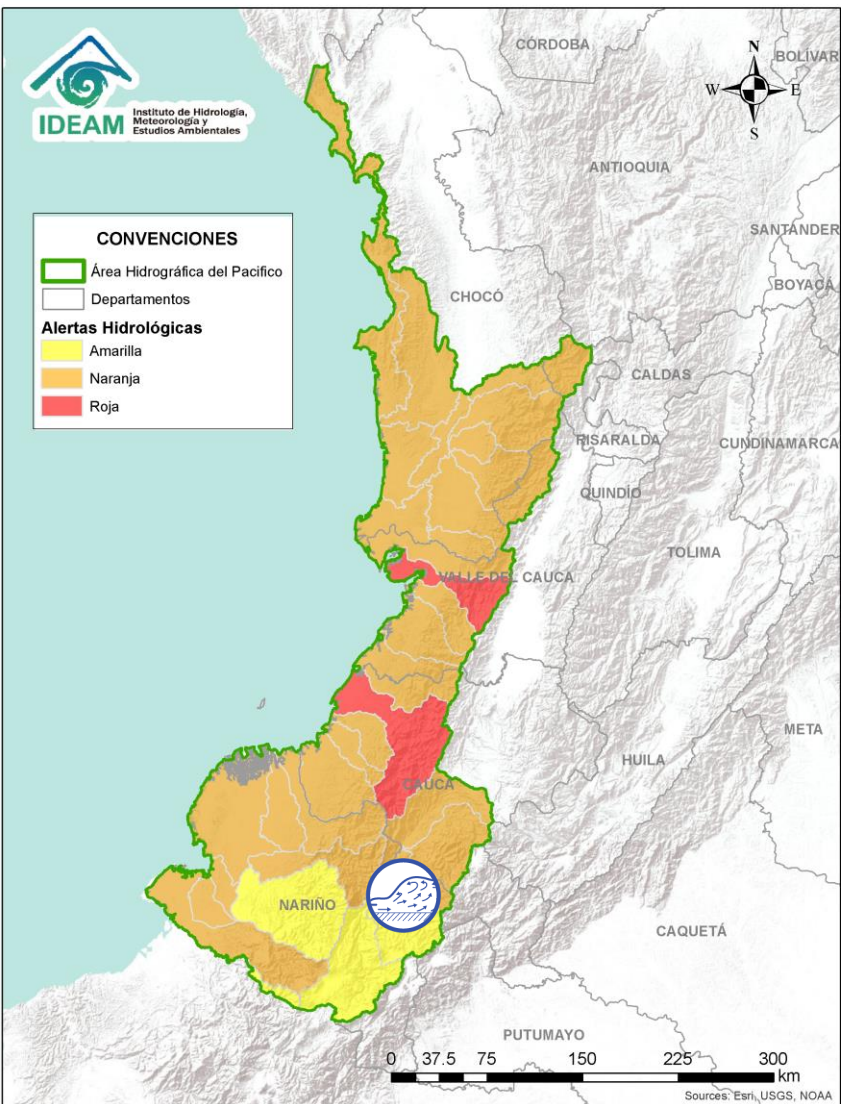 IDEAM
Instituto de Hidrología,
Meteorología y
Estudios Ambientales
N
W
E
S
CÓRDOBA
BOLÍVAR
ANTIOQUIA
SANTANDER
BOYACÁ
CHOCÓ
CONVENCIONES
Área Hidrográfica del Pacifico
Departamentos
Alertas Hidrológicas
Amarilla
Naranja
Roja
CALDAS
RISARALDA
CUNDINAMARCA
QUINDÍO
TOLIMA
VALLE DEL CAUCA
META
HUILA
CAUCA
NARIÑO
CAQUETÁ
PUTUMAYO
0 37.5 75 150 225 300
km
Sources: Esri, USGS, NOAA